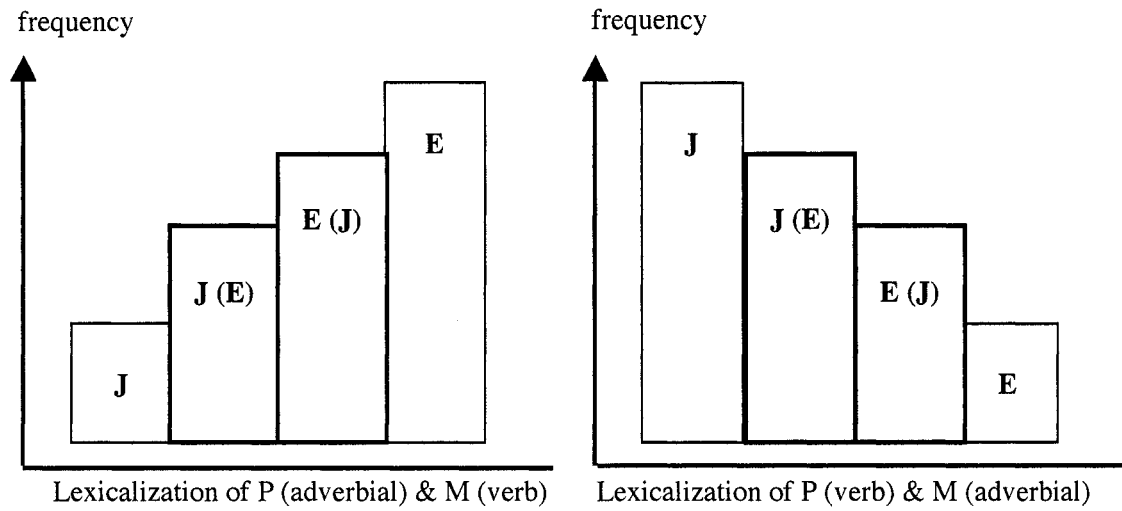 frequency
E
E (J)
J (E)
J
Lexicalization of P (adverbial) & M (verb)
frequency
J
J (E)
E (J)
E
Lexicalization of P (verb) & M (adverbial)